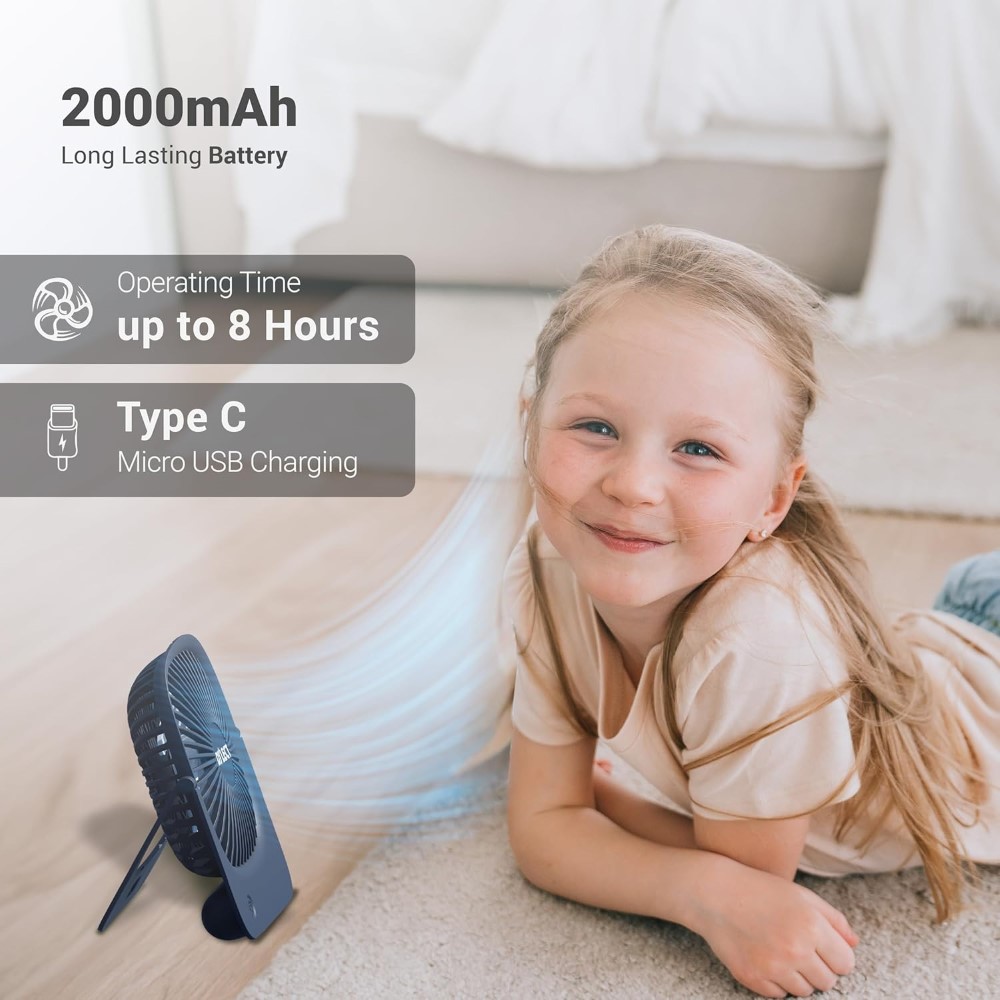 2000mAh
Long Lasting Battery
Operating Time
up to 8 Hours
Type C
Micro USB Charging